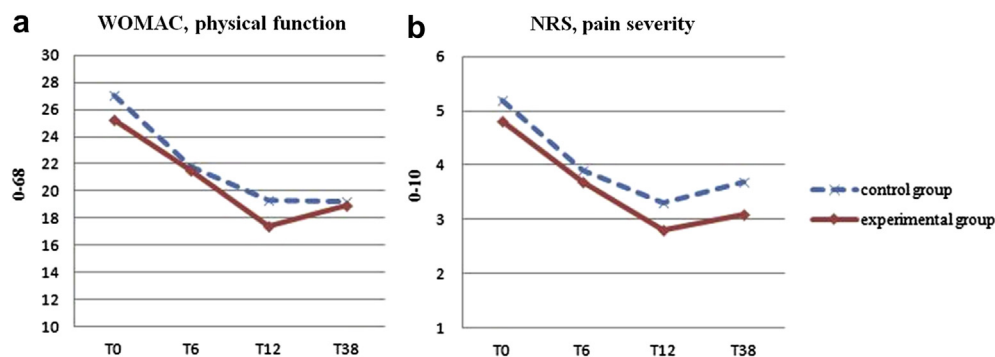 a
WOMAC, physical function
0-68
30
28
26
24
22
20
18
16
14
12
10
T0 T6 T12 T38
b
NRS, pain severity
0-10
6
5
4
3
2
1
T0 T6 T12 T38
control group
experimental group